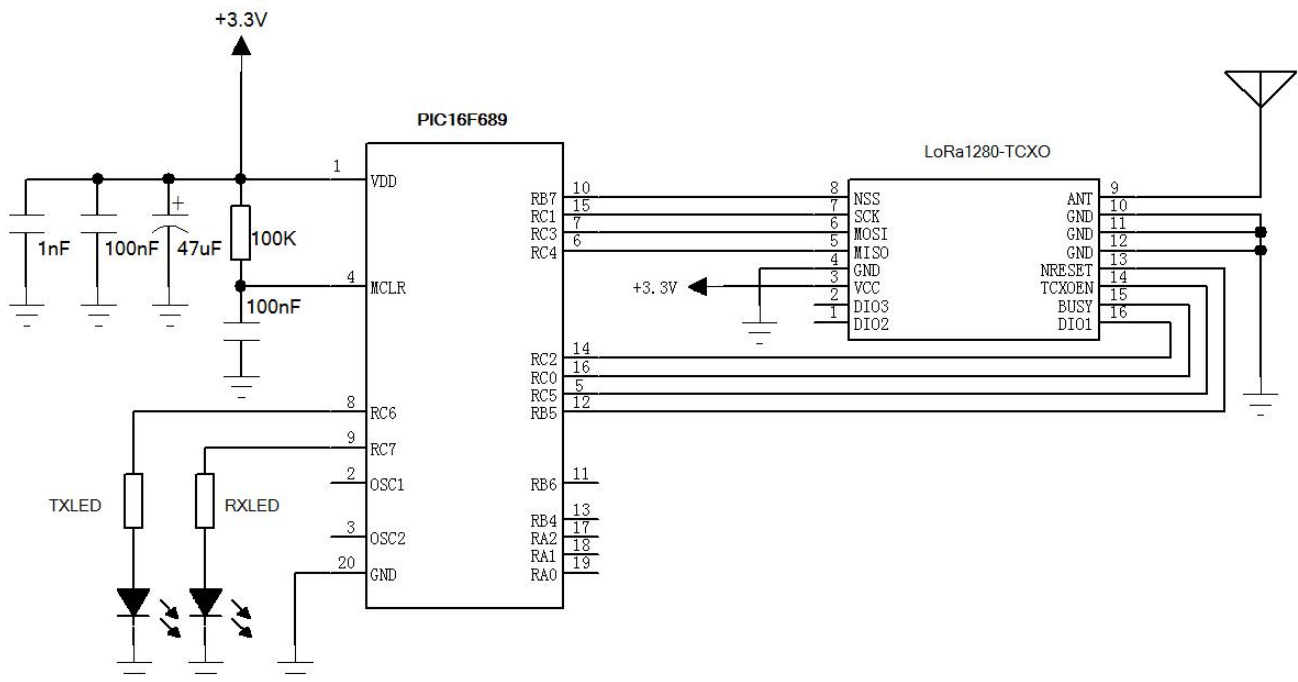 +3.3V
PIC16F689
LoRa1280-TCXO
1
VDD
1nF
100nF
+
47uF
100K
4
MCLR
100nF
8
RC6
9
RC7
2
OSC1
3
OSC2
20
GND
TXLED
RXLED
RB7
10
RC1
15
RC3
7
RC4
6
RC2
14
RC0
16
RC5
5
RB5
12
RB6
11
RB4
13
RA2
17
RA1
18
RA0
19
8
NSS
7
SCK
6
MOSI
5
MISO
4
GND
3
VCC
+3.3V
2
DIO3
1
DIO2
ANT
9
GND
10
GND
11
GND
12
NRESET
13
TCXOEN
14
BUSY
15
DIO1
16